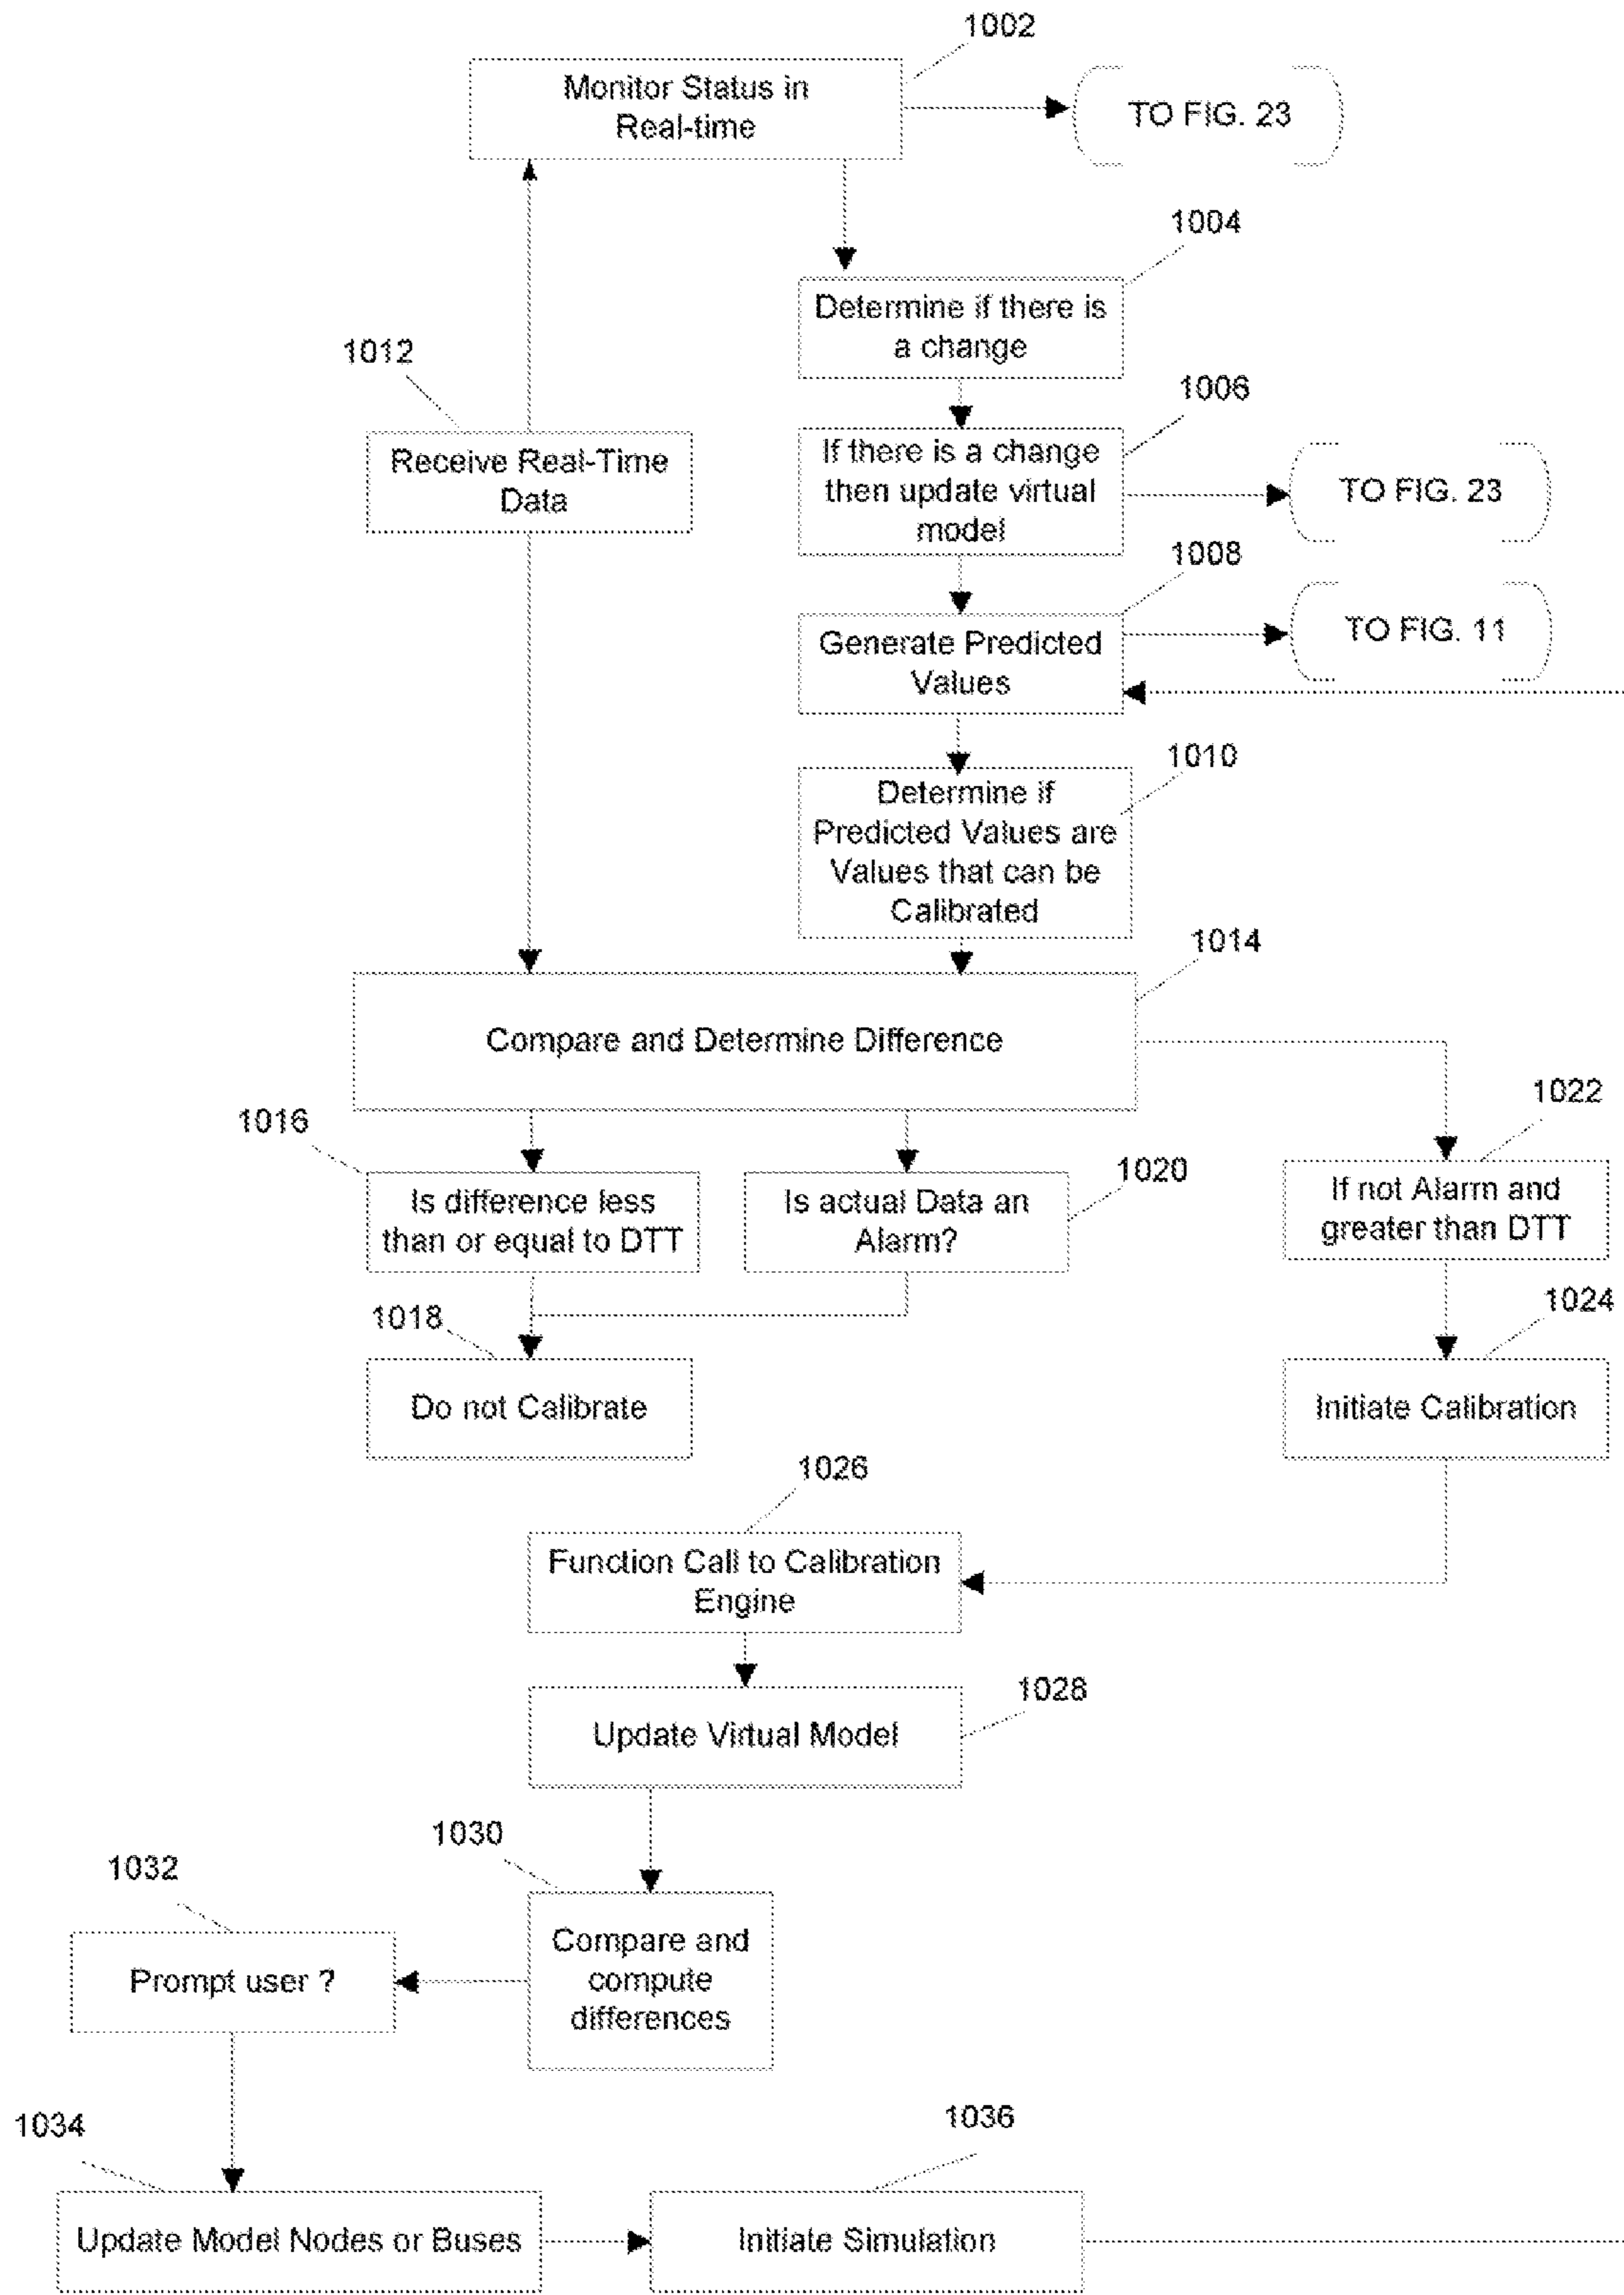 1002
Monitor Status in
Real-time
TO FIG. 23
1004
Determine if there is
a change
1012
Receive Real-Time
Data
1006
If there is a change
then update virtual
model
TO FIG. 23
1008
Generate Predicted
Values
TO FIG. 11
1010
Determine if
Predicted Values are
Values that can be
Calibrated
1014
Compare and Determine Difference
1016
Is difference less
than or equal to DTT
1020
Is actual Data an
Alarm?
1022
If not Alarm and
greater than DTT
1018
Do not Calibrate
1024
Initiate Calibration
1026
Function Call to Calibration
Engine
1028
Update Virtual Model
1030
Compare and
compute
differences
1032
Prompt user ?
1034
Update Model Nodes or Buses
1036
Initiate Simulation